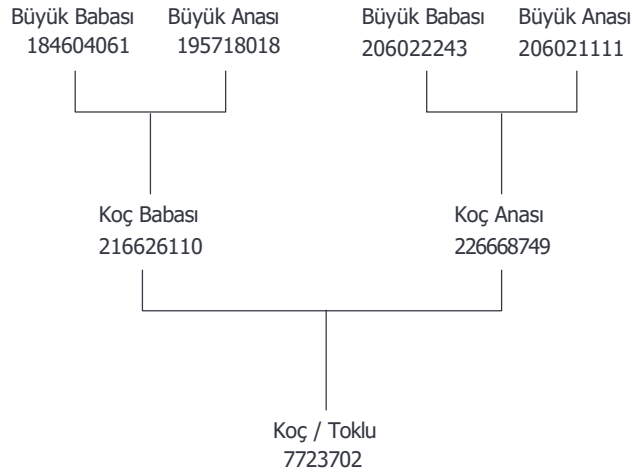 Büyük Babası Büyük Anası Büyük Babası Büyük Anası
184604061 195718018 206022243 206021111
Koç Babası Koç Anası
216626110 226668749
Koç / Toklu
7723702